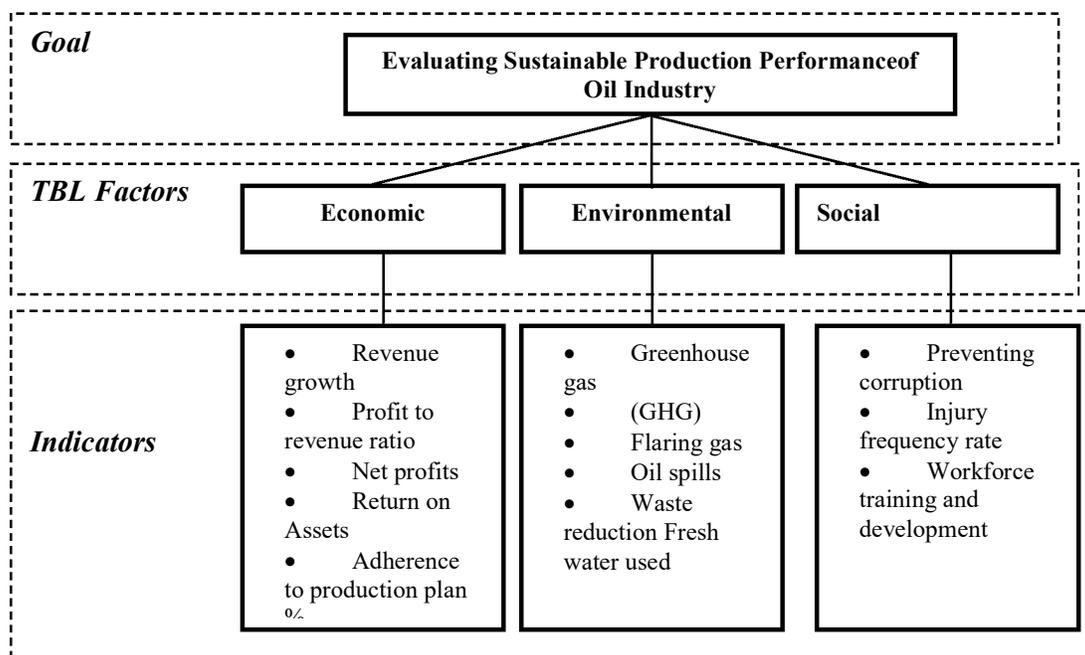 Goal
Evaluating Sustainable Production Performanceof
Oil Industry
TBL Factors
Economic
Environmental
Social
Indicators
• Revenue
growth
• Profit to
revenue ratio
• Net profits
• Return on
Assets
• Adherence
to production plan
%
• Greenhouse
gas
• (GHG)
• Flaring gas
• Oil spills
• Waste
reduction Fresh
water used
• Preventing
corruption
• Injury
frequency rate
• Workforce
training and
development